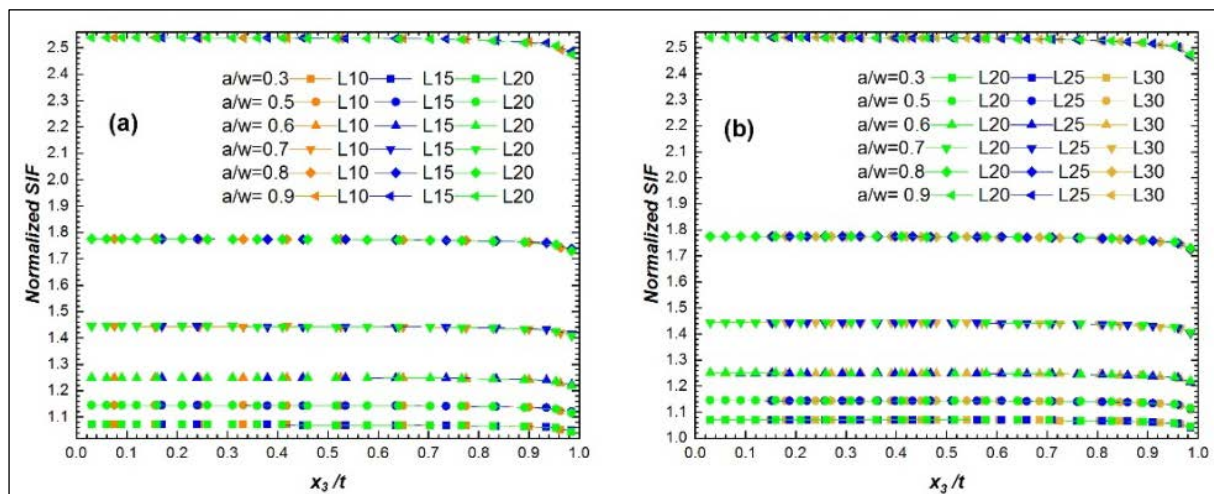 (a)
Normalized SIF
2.5
2.4
2.3
2.2
2.1
2.0
1.9
1.8
1.7
1.6
1.5
1.4
1.3
1.2
1.1
a/w=0.3 L10 L15 L20
a/w= 0.5 L10 L15 L20
a/w= 0.6 L10 L15 L20
a/w=0.7 L10 L15 L20
a/w=0.8 L10 L15 L20
a/w= 0.9 L10 L15 L20
0.0 0.1 0.2 0.3 0.4 0.5 0.6 0.7 0.8 0.9 1.0
x3 /t
(b)
Normalized SIF
2.5
2.4
2.3
2.2
2.1
2.0
1.9
1.8
1.7
1.6
1.5
1.4
1.3
1.2
1.1
1.0
a/w=0.3 L20 L25 L30
a/w= 0.5 L20 L25 L30
a/w= 0.6 L20 L25 L30
a/w=0.7 L20 L25 L30
a/w=0.8 L20 L25 L30
a/w= 0.9 L20 L25 L30
0.0 0.1 0.2 0.3 0.4 0.5 0.6 0.7 0.8 0.9 1.0
x3 /t